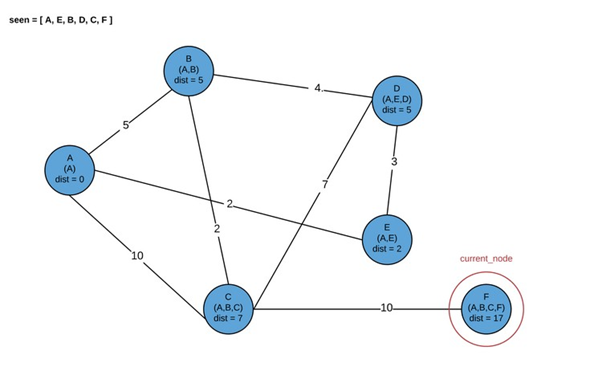 seen = [ A, E, B, D, C, F ]
B
(A,B)
dist = 5
4.
D
(A,E,D)
dist = 5
5
A
(A)
dist = 0
3
7
2
2
E
(A,E)
dist = 2
10
current_node
C
(A,B,C)
dist = 7
10
F
(A,B,C,F)
dist = 17